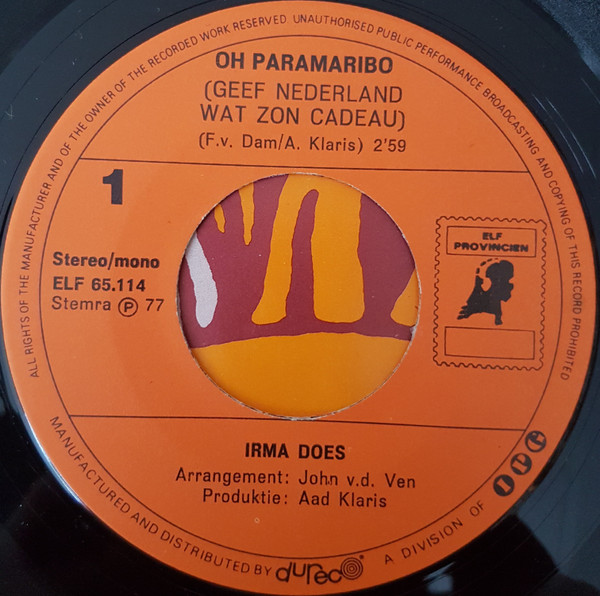 ALL RIGHTS OF THE MANUFACTURER AND OF THE OWNER OF THE RECORDED WORK RESERVED UNAUTHORISED PUBLIC PERFORMANCE BROADCASTING AND COPYING OF THIS RECORD PROHIBITED
OH PARAMARIBO
(GEEF NEDERLAND
WAT ZON CADEAU)
(F.v. Dam/A. Klaris) 2'59
1
Stereo/mono
ELF 65.114
Stemra Ⓟ 77
ELF
PROVINCIEN
IRMA DOES
Arrangement: John v.d. Ven
Produktie: Aad Klaris
MANUFACTURED AND DISTRIBUTED BY dureco A DIVISION OF